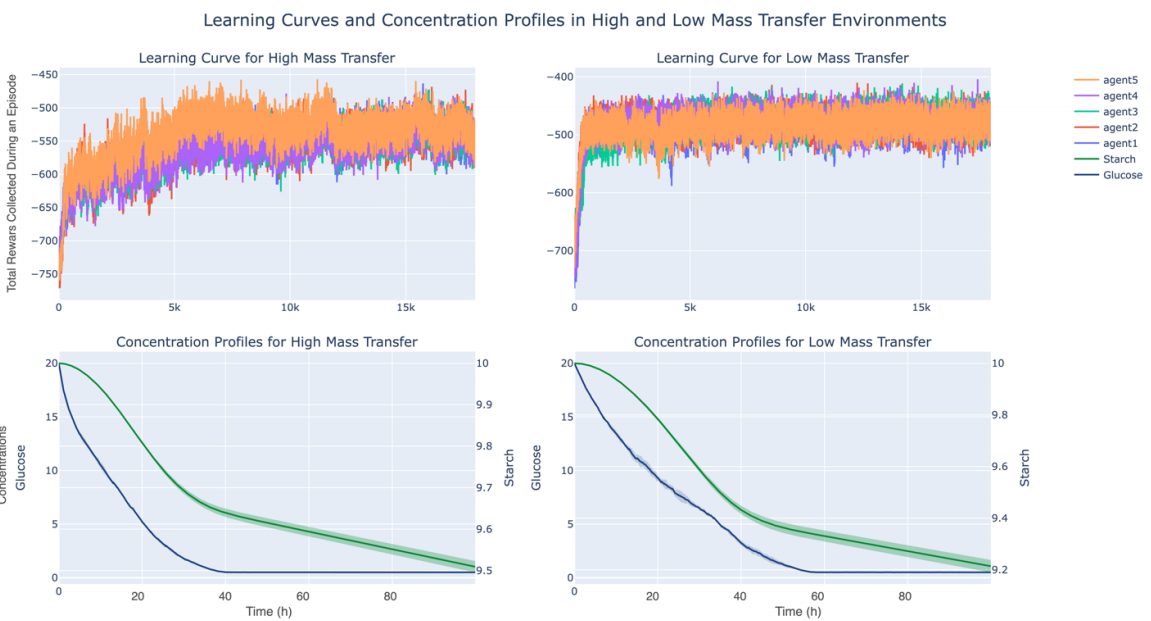 Learning Curves and Concentration Profiles in High and Low Mass Transfer Environments
Learning Curve for High Mass Transfer
Learning Curve for Low Mass Transfer
Total Rewars Collected During an Episode
−450
−500
−550
−600
−650
−700
−750
0
5k
10k
15k
−400
−500
−600
−700
0
5k
10k
15k
agent5
agent4
agent3
agent2
agent1
Starch
Glucose
Concentration Profiles for High Mass Transfer
Concentration Profiles for Low Mass Transfer
Concentrations
Glucose
20
15
10
5
0
10
9.9
9.8
9.7
9.6
9.5
Starch
0
20
40
60
80
Time (h)
Glucose
20
15
10
5
0
10
9.8
9.6
9.4
9.2
Starch
0
20
40
60
80
Time (h)